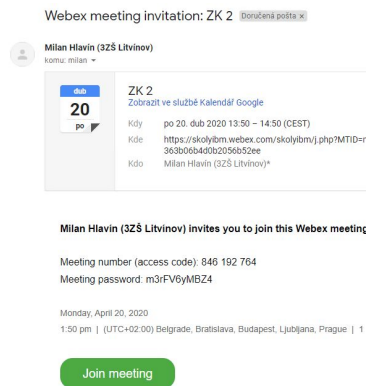 Webex meeting invitation: ZK 2 Doručená pošta x
Milan Hlavín (3ZŠ Litvínov)
komu: milan
dub
20
po
ZK 2
Zobrazit ve službě Kalendář Google
Kdy po 20. dub 2020 13:50 – 14:50 (CEST)
Kde https://skolyibm.webex.com/skolyibm/j.php?MTID=
363b06b4d0b2056b52ee
Kdo Milan Hlavín (3ZŠ Litvínov)*
Milan Hlavín (3ZŠ Litvínov) invites you to join this Webex meeting
Meeting number (access code): 846 192 764
Meeting password: m3rFV6yMBZ4
Monday, April 20, 2020
1:50 pm | (UTC+02:00) Belgrade, Bratislava, Budapest, Ljubljana, Prague | 1
Join meeting